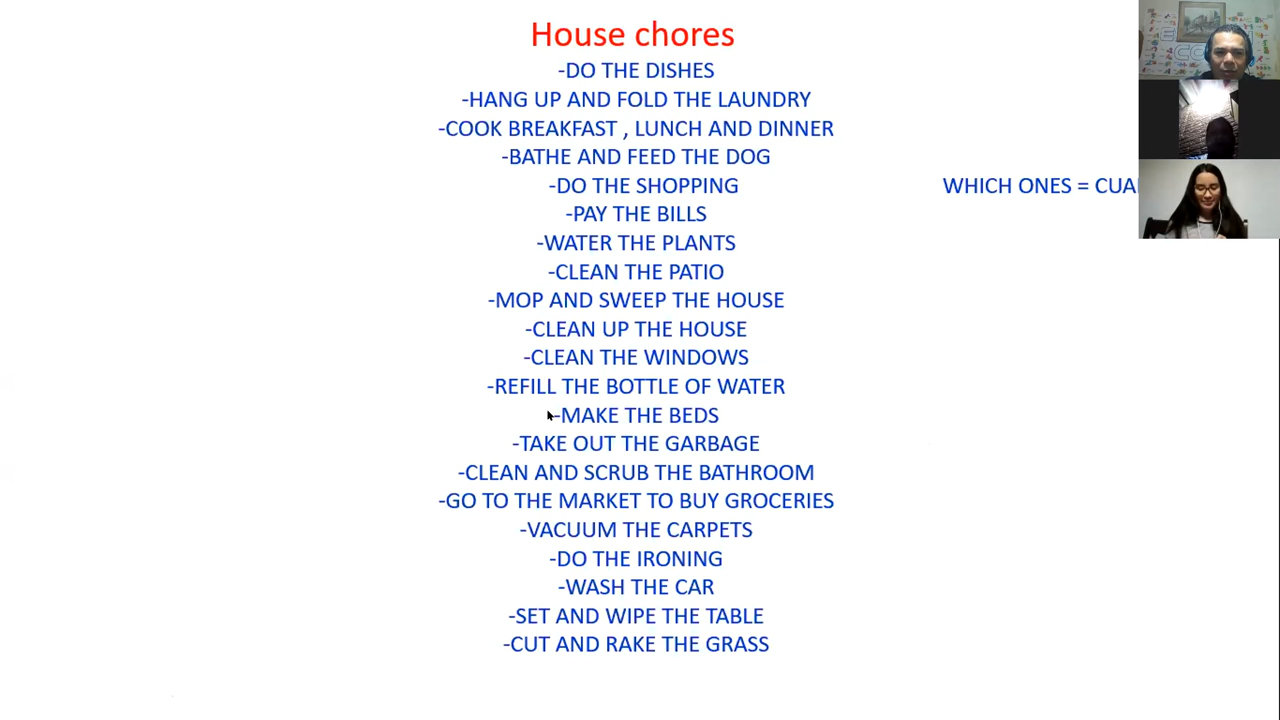 House chores
-DO THE DISHES
-HANG UP AND FOLD THE LAUNDRY
-COOK BREAKFAST , LUNCH AND DINNER
-BATHE AND FEED THE DOG
-DO THE SHOPPING
WHICH ONES =
-PAY THE BILLS
-WATER THE PLANTS
-CLEAN THE PATIO
-MOP AND SWEEP THE HOUSE
-CLEAN UP THE HOUSE
-CLEAN THE WINDOWS
-REFILL THE BOTTLE OF WATER
-MAKE THE BEDS
-TAKE OUT THE GARBAGE
-CLEAN AND SCRUB THE BATHROOM
-GO TO THE MARKET TO BUY GROCERIES
-VACUUM THE CARPETS
-DO THE IRONING
-WASH THE CAR
-SET AND WIPE THE TABLE
-CUT AND RAKE THE GRASS